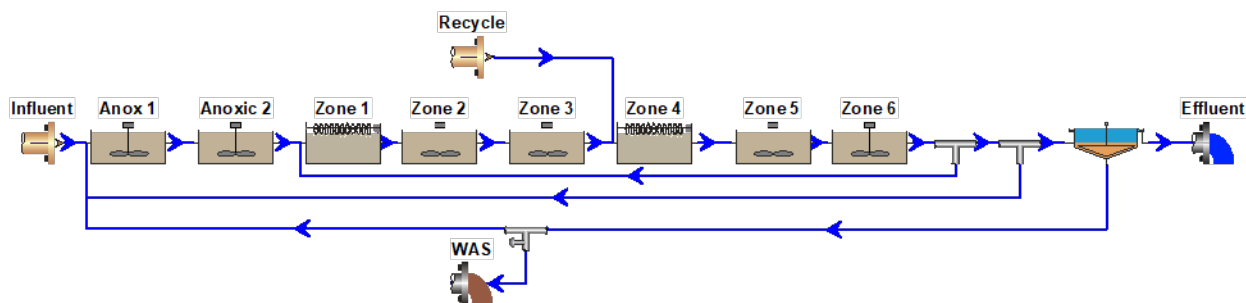 Recycle
Influent
Anox 1
Anoxic 2
Zone 1
Zone 2
Zone 3
Zone 4
Zone 5
Zone 6
Effluent
WAS